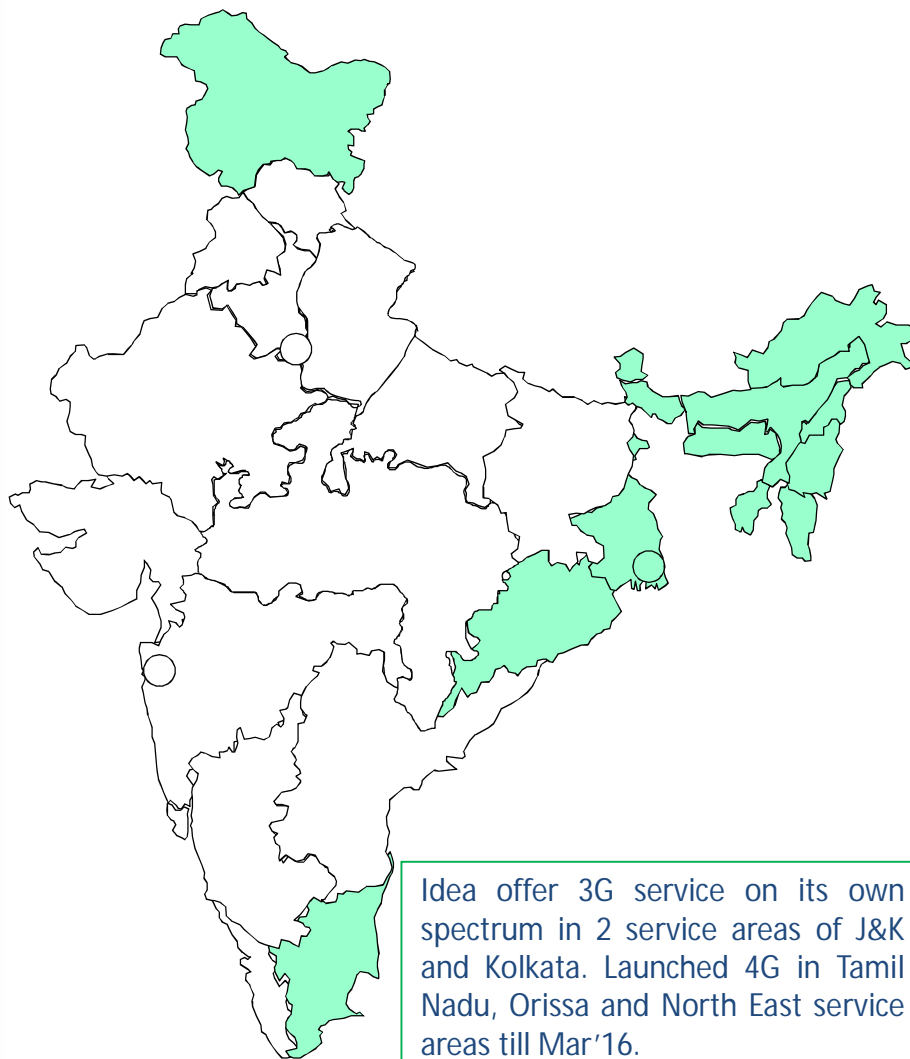 Idea offer 3G service on its own
spectrum in 2 service areas of J&K
and Kolkata. Launched 4G in Tamil
Nadu, Orissa and North East service
areas till Mar’16.